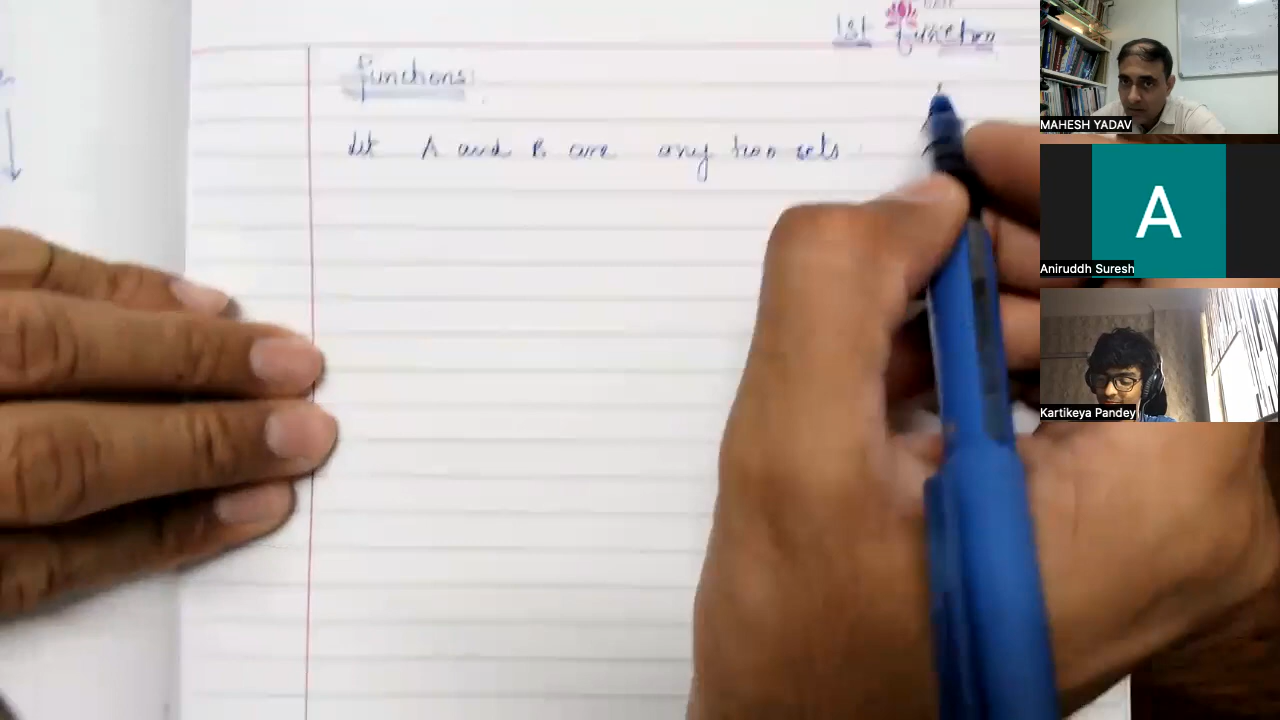 1st function
Functions:
Let A and B are any two sets
MAHESH YADAV
A
Aniruddh Suresh
Kartikeya Pandey